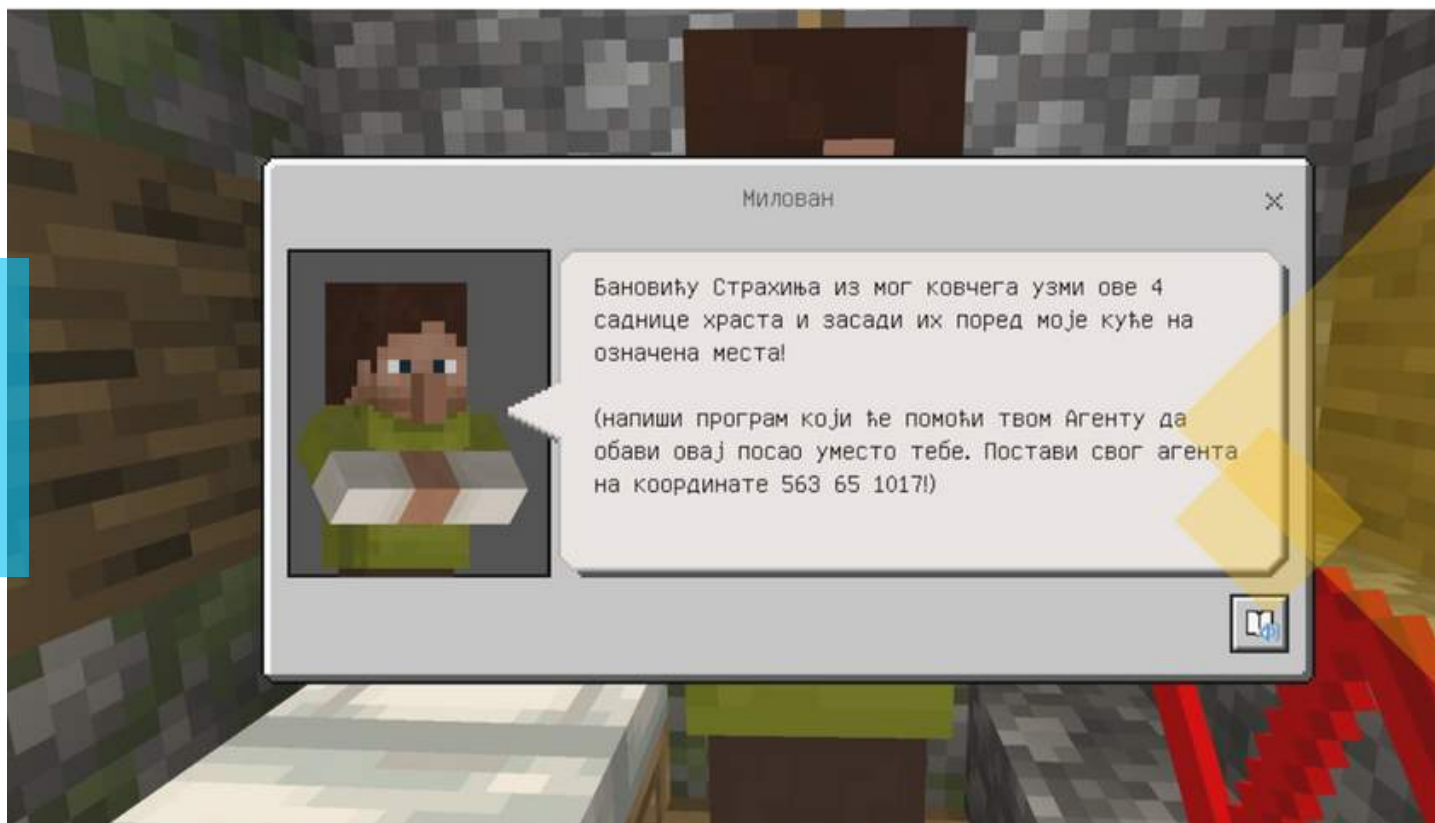 Милован
Бановићу Страхиња из мог ковчега узми ове 4
саднице храста и засади их поред моје куће на
означена места!
(напиши програм који ће помоћи твом Агенту да
обави овај посао уместо тебе. Постави свог агента
на координате 563 65 1017!)